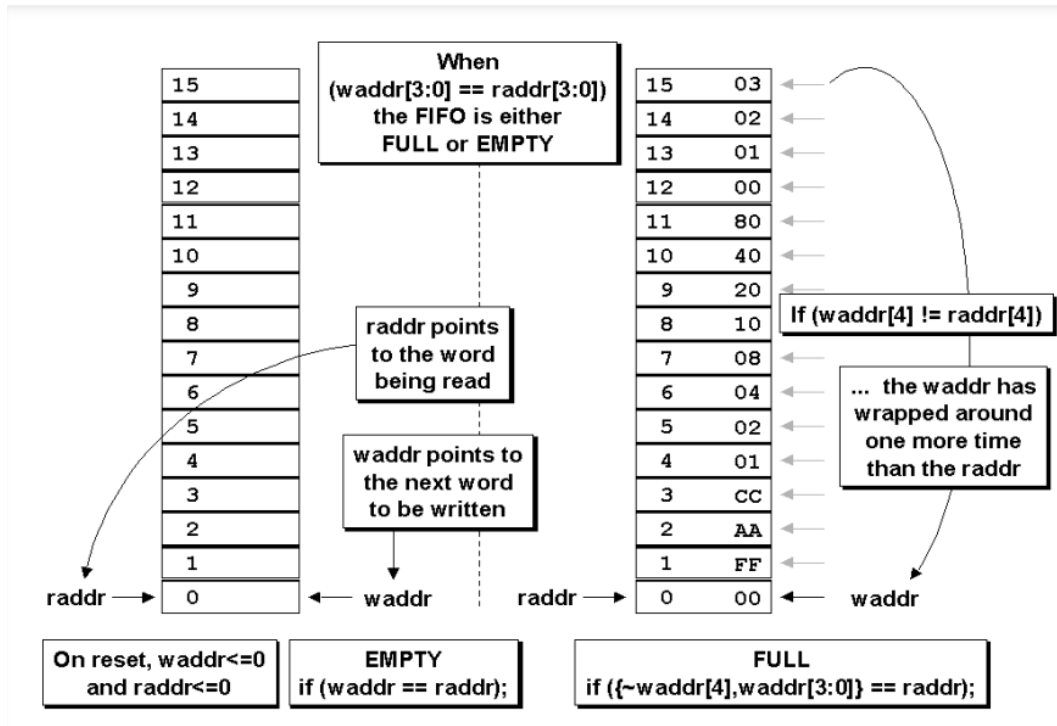 When
(waddr[3:0] == raddr[3:0])
the FIFO is either
FULL or EMPTY
15
14
13
12
11
10
9
8
7
6
5
4
3
2
1
0
raddr points
to the word
being read
waddr points to
the next word
to be written
raddr
waddr
15 03
14 02
13 01
12 00
11 80
10 40
9 20
8 10
7 08
6 04
5 02
4 01
3 CC
2 AA
1 FF
0 00
If (waddr[4] != raddr[4])
... the waddr has
wrapped around
one more time
than the raddr
raddr
waddr
On reset, waddr<=0
and raddr<=0
EMPTY
if (waddr == raddr);
FULL
if ({~waddr[4],waddr[3:0]} == raddr);